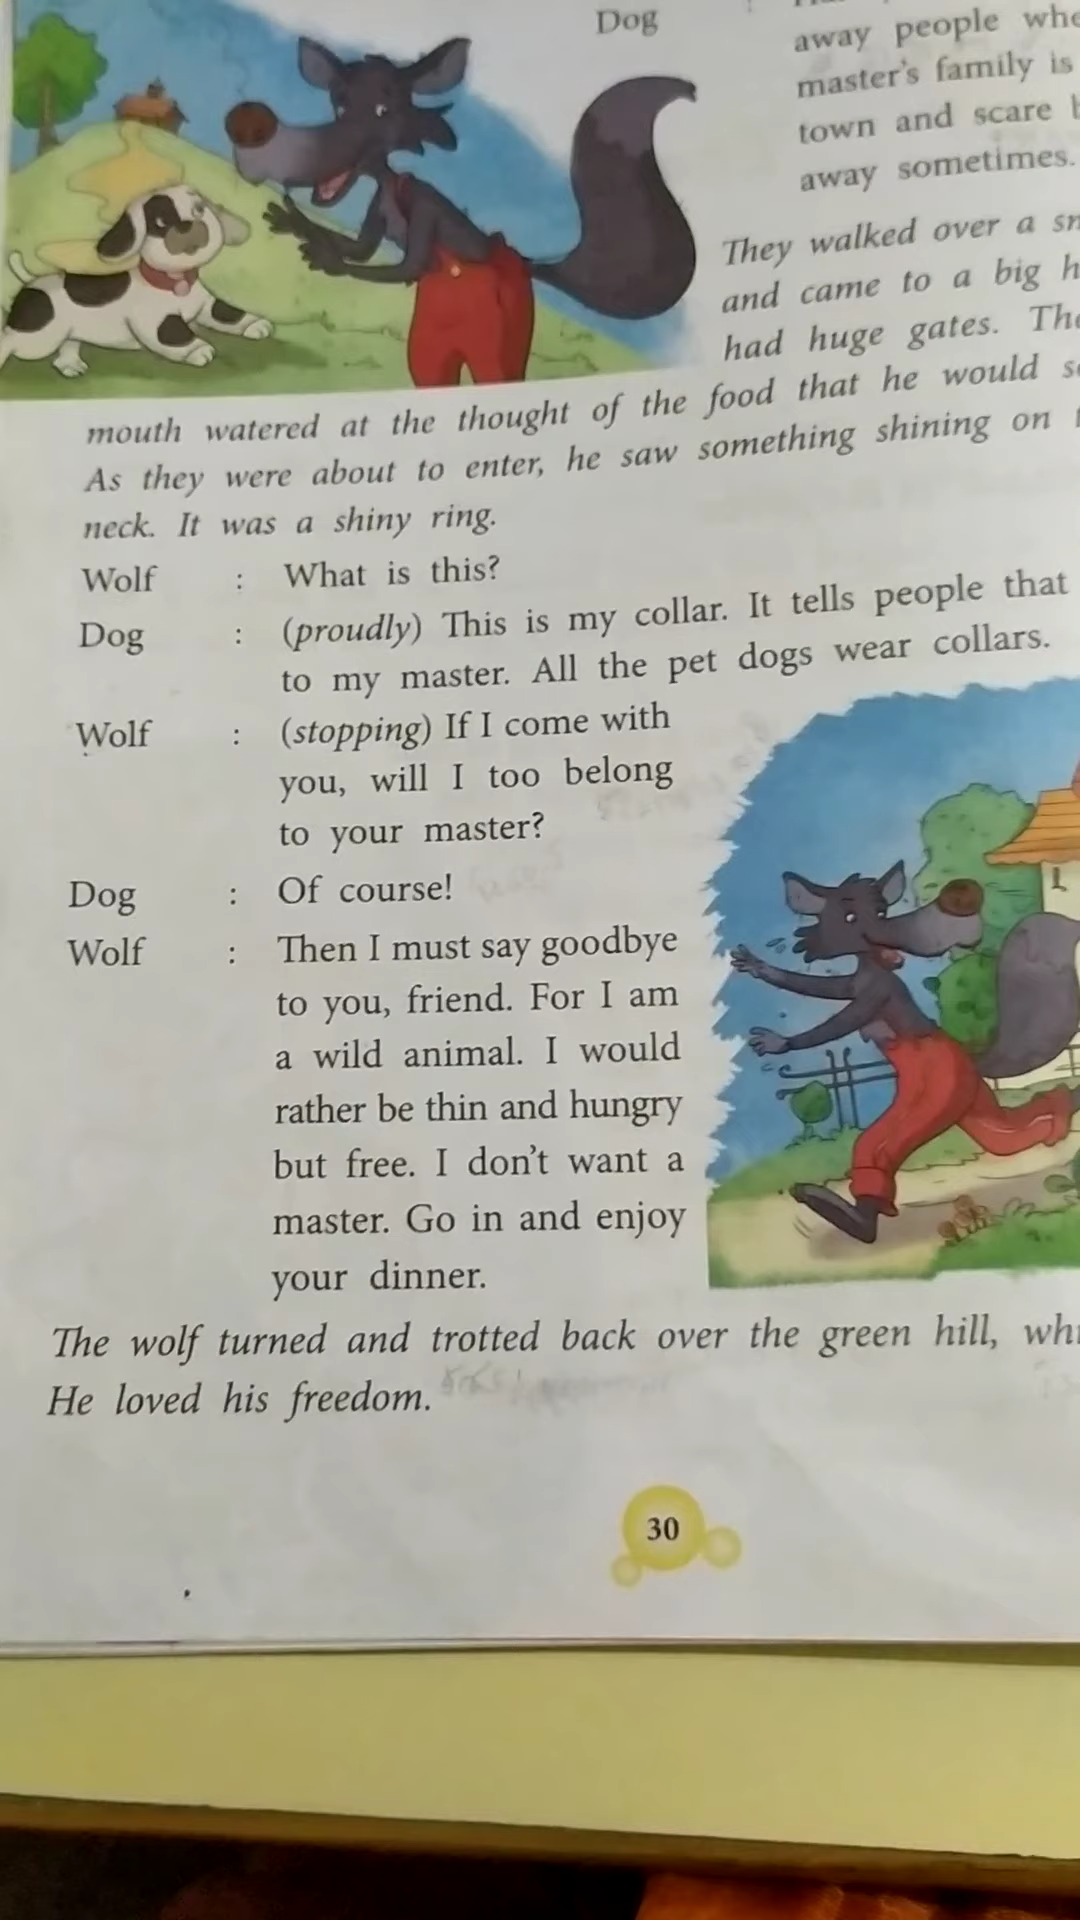 Dog :
away people
master's family is
town and scare
away sometimes.
They walked over a
and came to a big
had huge gates.
mouth watered at the thought of the food that he would
As they were about to enter, he saw something shining on
neck. It was a shiny ring.
Wolf : What is this?
Dog : (proudly) This is my collar. It tells people that
to my master. All the pet dogs wear collars.
Wolf : (stopping) If I come with
you, will I too belong
to your master?
Dog : Of course!
Wolf : Then I must say goodbye
to you, friend. For I am
a wild animal. I would
rather be thin and hungry
but free. I don't want a
master. Go in and enjoy
your dinner.
The wolf turned and trotted back over the green hill,
He loved his freedom.
30